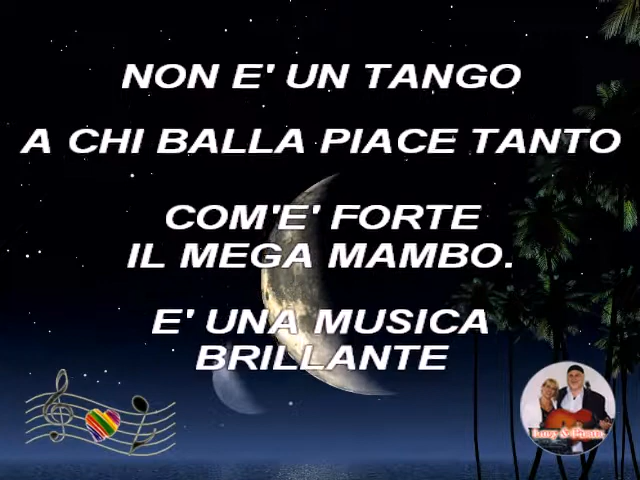 NON E' UN TANGO
A CHI BALLA PIACE TANTO
COM'E' FORTE
IL MEGA MAMBO.
E' UNA MUSICA
BRILLANTE